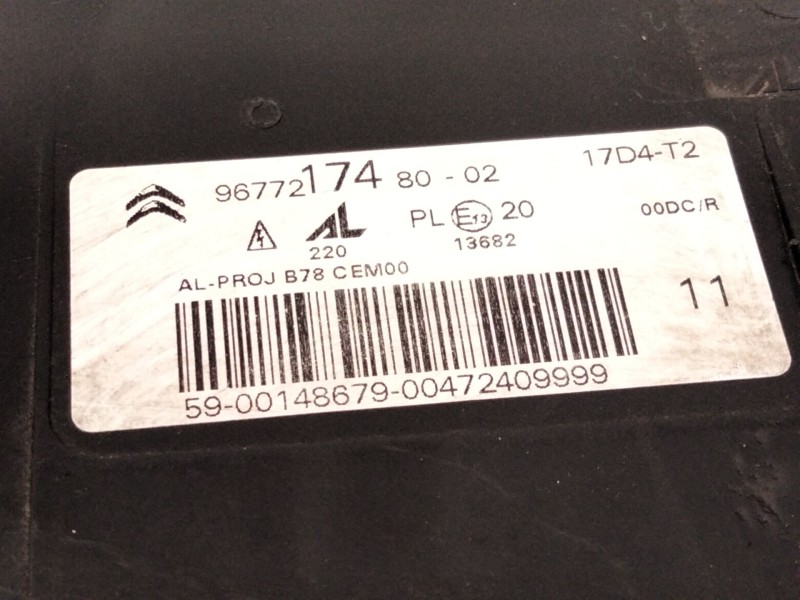 96772174 80 - 02
17D4-T2
AL
220
PL E13 20
13682
00DC/R
AL-PROJ B78 CEM00
11
59-00148679-00472409999